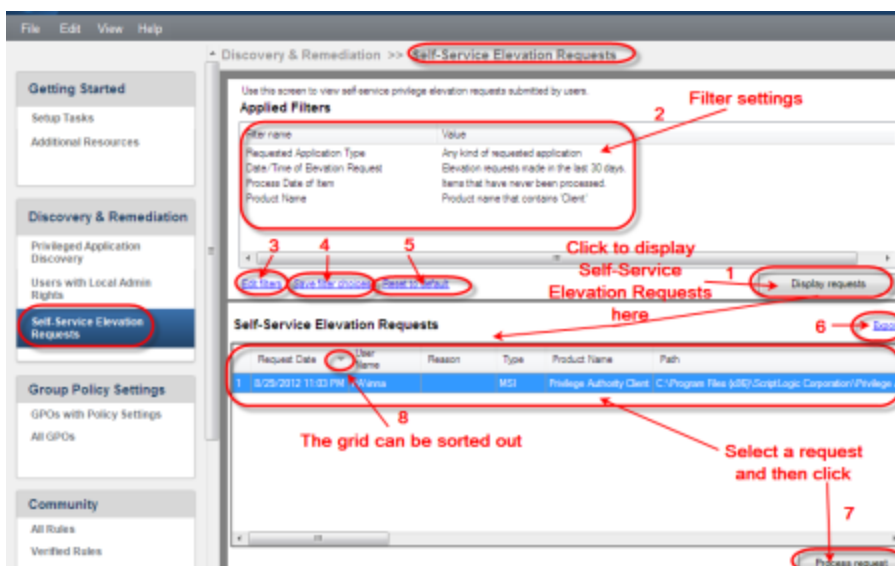 File Edit View Help
Discovery & Remediation >> Self-Service Elevation Requests
Getting Started
Setup Tasks
Additional Resources
Discovery & Remediation
Privileged Application
Discovery
Users with Local Admin
Rights
Self-Service Elevation
Requests
Group Policy Settings
GPOs with Policy Settings
All GPOs
Community
All Rules
Verified Rules
Use this screen to view self-service privilege elevation requests submitted by users.
Applied Filters
Filter settings
2
Filter name Value
Requested Application Type Any kind of requested application
Date/Time of Elevation Request Elevation requests made in the last 30 days.
Process Date of Item Items that have never been processed.
Product Name Product name that contains 'Client'
3 4 5
Edit filters Save filter choices Reset to default
Click to display
Self-Service
Elevation Requests
here
1
Display requests
Self-Service Elevation Requests
6
Request Date User Name Reason Type Product Name Path
1 8/29/2012 11:03 PM MSI Privilege Authority Client C:\Program Files (x86)\ScriptLogic Corporation\Privilege
8
The grid can be sorted out
Select a request
and then click
7
Process request